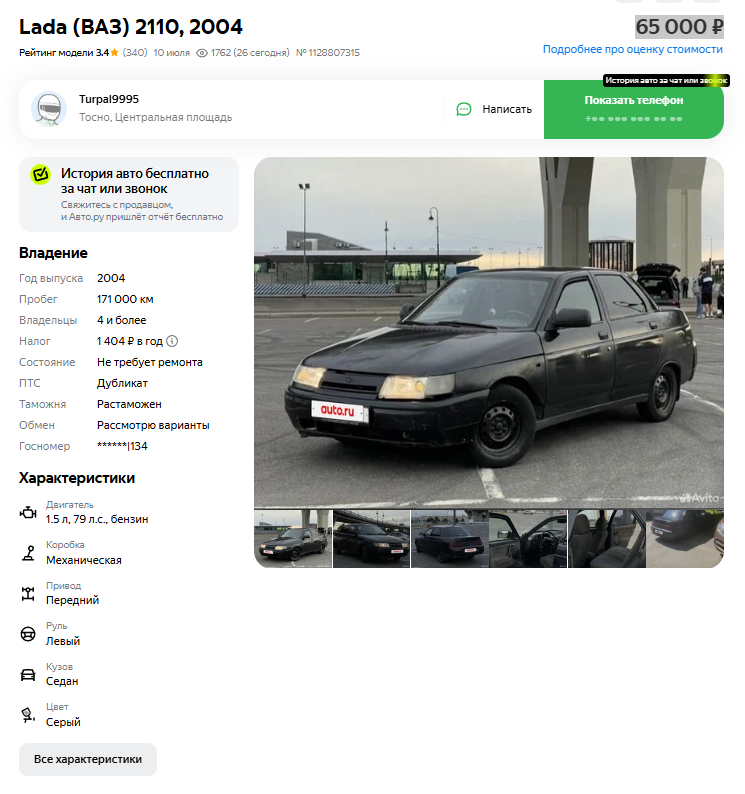 Lada (ВАЗ) 2110, 2004
65 000 ₽
Рейтинг модели 3.4 (340) 10 июля 1762 (26 сегодня) № 1128807315
Подробнее про оценку стоимости
История авто за чат или звонок
Turpal9995
Тосно, Центральная площадь
Написать
Показать телефон
История авто бесплатно
за чат или звонок
Свяжитесь с продавцом,
и Авто.ру пришлёт отчёт бесплатно
Владение
Год выпуска 2004
Пробег 171 000 км
Владельцы 4 и более
Налог 1 404 ₽ в год
Состояние Не требует ремонта
ПТС Дубликат
Таможня Растаможен
Обмен Рассмотрю варианты
Госномер ******|134
auto.ru
Avito
Характеристики
Двигатель
1.5 л, 79 л.с., бензин
Коробка
Механическая
Привод
Передний
Руль
Левый
Кузов
Седан
Цвет
Серый
Все характеристики